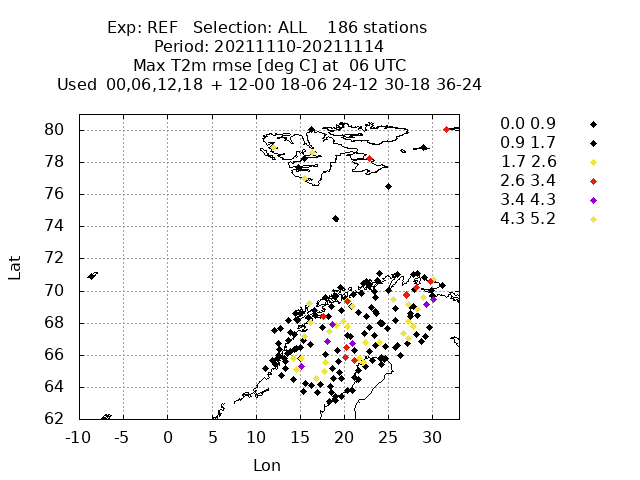 Exp: REF Selection: ALL 186 stations
Period: 20211110-20211114
Max T2m rmse [deg C] at 06 UTC
Used 00,06,12,18 + 12-00 18-06 24-12 30-18 36-24
0.0 0.9
0.9 1.7
1.7 2.6
2.6 3.4
3.4 4.3
4.3 5.2
80
78
76
74
72
70
68
66
64
62
Lat
-10 -5 0 5 10 15 20 25 30
Lon